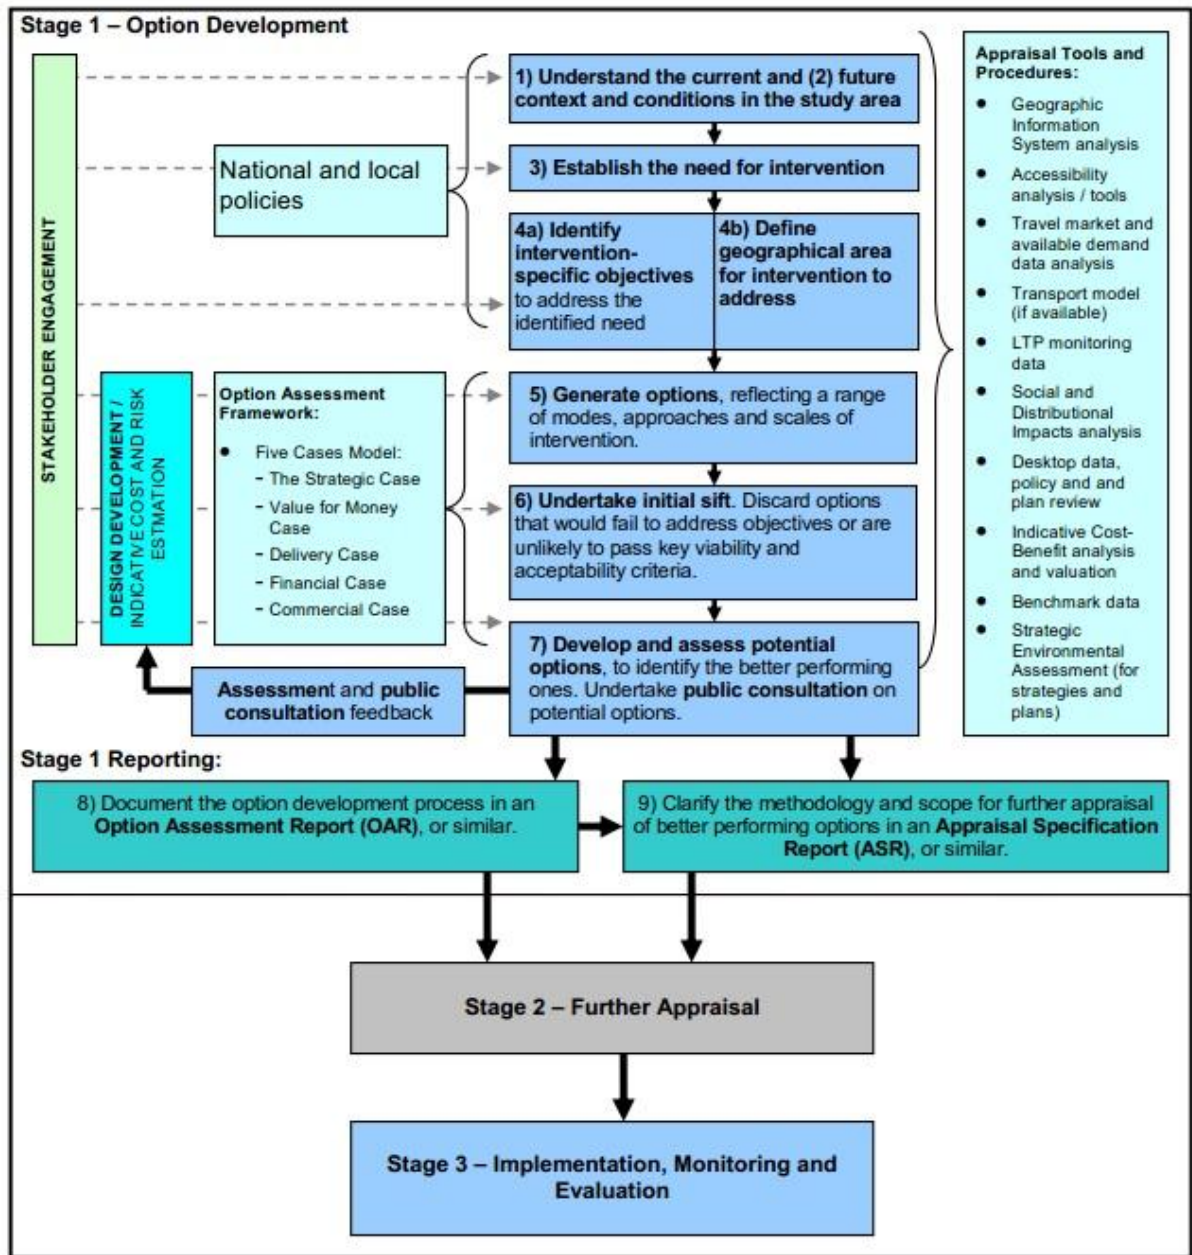 Stage 1 – Option Development
STAKEHOLDER ENGAGEMENT
1) Understand the current and (2) future
context and conditions in the study area
National and local
policies
3) Establish the need for intervention
4a) Identify
intervention-
specific objectives
to address the
identified need
4b) Define
geographical area
for intervention to
address
DESIGN DEVELOPMENT /
INDICATIVE COST AND RISK
ESTMATION
Option Assessment
Framework:
● Five Cases Model:
- The Strategic Case
- Value for Money
Case
- Delivery Case
- Financial Case
- Commercial Case
5) Generate options, reflecting a range
of modes, approaches and scales of
intervention.
6) Undertake initial sift. Discard options
that would fail to address objectives or are
unlikely to pass key viability and
acceptability criteria.
7) Develop and assess potential
options, to identify the better performing
ones. Undertake public consultation on
potential options.
Assessment and public
consultation feedback
Appraisal Tools and
Procedures:
● Geographic
Information
System analysis
● Accessibility
analysis / tools
● Travel market and
available demand
data analysis
● Transport model
(if available)
● LTP monitoring
data
● Social and
Distributional
Impacts analysis
● Desktop data,
policy and and
plan review
● Indicative Cost-
Benefit analysis
and valuation
● Benchmark data
● Strategic
Environmental
Assessment (for
strategies and
plans)
Stage 1 Reporting:
8) Document the option development process in an
Option Assessment Report (OAR), or similar.
9) Clarify the methodology and scope for further appraisal
of better performing options in an Appraisal Specification
Report (ASR), or similar.
Stage 2 – Further Appraisal
Stage 3 – Implementation, Monitoring and
Evaluation